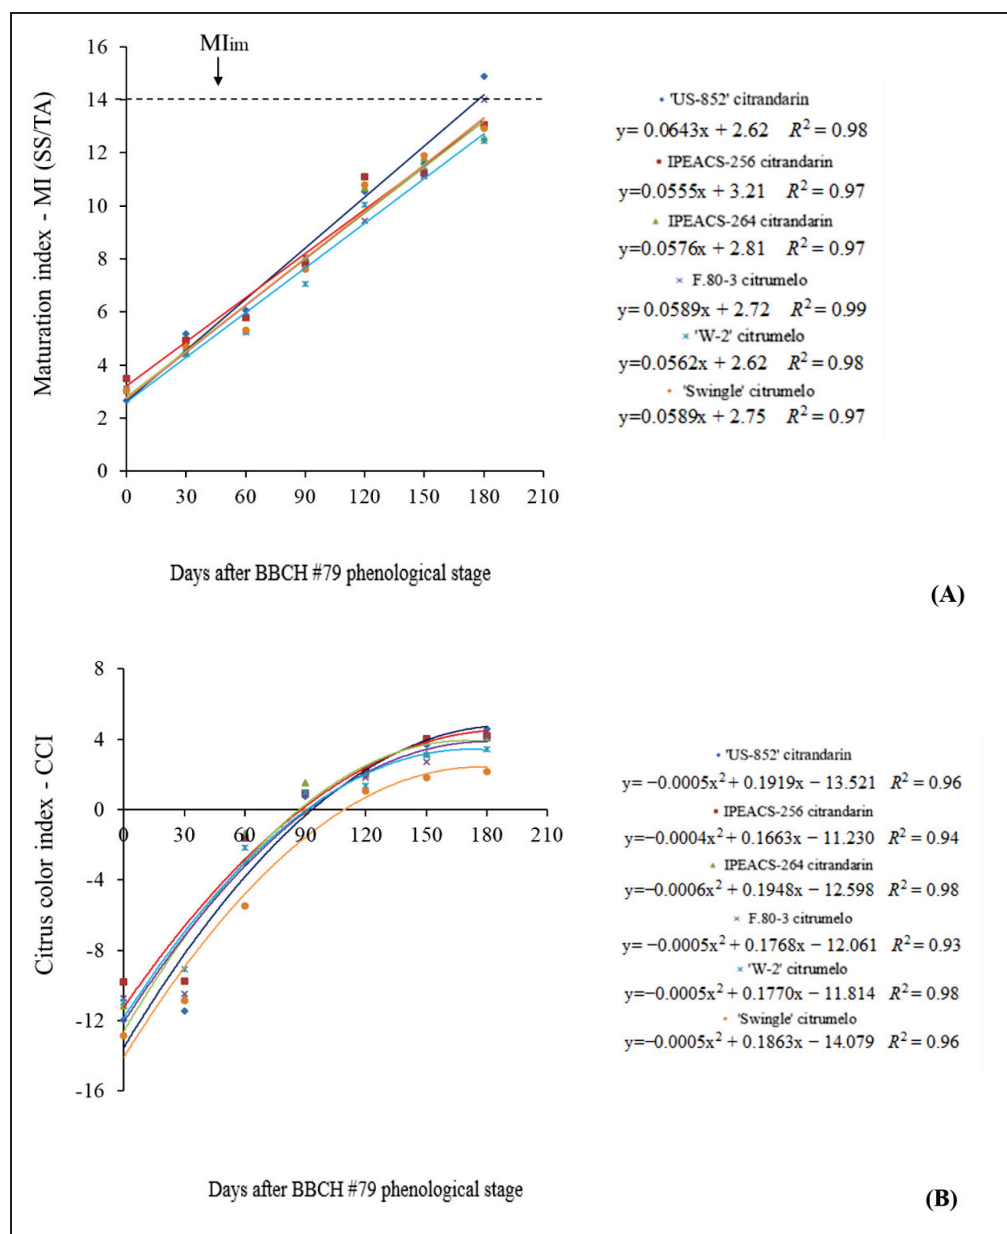 MIim
Maturation index - MI (SS/TA)
16
14
12
10
8
6
4
2
0
0 30 60 90 120 150 180 210
Days after BBCH #79 phenological stage
'US-852' citrandarin
y= 0.0643x + 2.62 R² = 0.98
IPEACS-256 citrandarin
y=0.0555x + 3.21 R² = 0.97
IPEACS-264 citrandarin
y=0.0576x + 2.81 R² = 0.97
F.80-3 citrumelo
y=0.0589x + 2.72 R² = 0.99
'W-2' citrumelo
y=0.0562x + 2.62 R² = 0.98
'Swingle' citrumelo
y=0.0589x + 2.75 R² = 0.97
(A)
Citrus color index - CCI
8
4
0
-4
-8
-12
-16
0 30 60 90 120 150 180 210
Days after BBCH #79 phenological stage
'US-852' citrandarin
y= −0.0005x² + 0.1919x − 13.521 R² = 0.96
IPEACS-256 citrandarin
y= −0.0004x² + 0.1663x − 11.230 R² = 0.94
IPEACS-264 citrandarin
y= −0.0006x² + 0.1948x − 12.598 R² = 0.98
F.80-3 citrumelo
y= −0.0005x² + 0.1768x − 12.061 R² = 0.93
'W-2' citrumelo
y= −0.0005x² + 0.1770x − 11.814 R² = 0.98
'Swingle' citrumelo
y=−0.0005x² + 0.1863x − 14.079 R² = 0.96
(B)